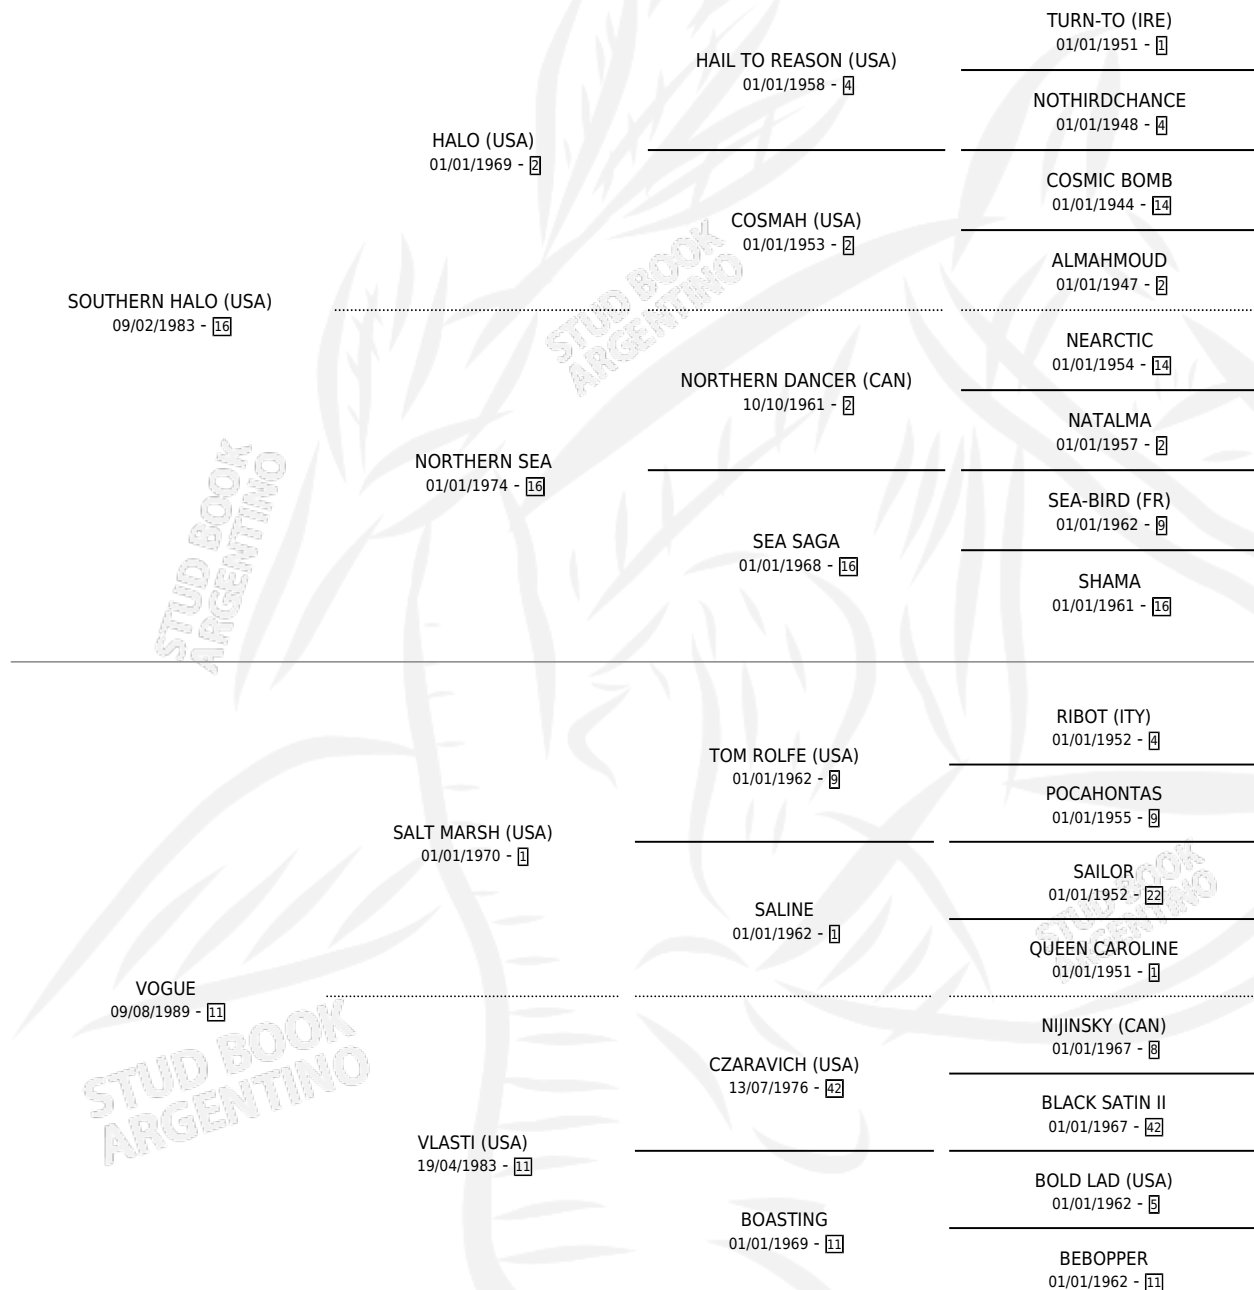 TURN-TO (IRE)
01/01/1951 - 1
HAIL TO REASON (USA)
01/01/1958 - 4
NOTHIRDCHANCE
01/01/1948 - 4
HALO (USA)
01/01/1969 - 2
COSMIC BOMB
01/01/1944 - 14
COSMAH (USA)
01/01/1953 - 2
ALMAHMOUD
01/01/1947 - 2
SOUTHERN HALO (USA)
09/02/1983 - 16
NEARCTIC
01/01/1954 - 14
NORTHERN DANCER (CAN)
10/10/1961 - 2
NATALMA
01/01/1957 - 2
NORTHERN SEA
01/01/1974 - 16
SEA-BIRD (FR)
01/01/1962 - 9
SEA SAGA
01/01/1968 - 16
SHAMA
01/01/1961 - 16
RIBOT (ITY)
01/01/1952 - 4
TOM ROLFE (USA)
01/01/1962 - 9
POCAHONTAS
01/01/1955 - 9
SALT MARSH (USA)
01/01/1970 - 1
SAILOR
01/01/1952 - 22
SALINE
01/01/1962 - 1
QUEEN CAROLINE
01/01/1951 - 1
VOGUE
09/08/1989 - 11
NIJINSKY (CAN)
01/01/1967 - 8
CZARAVICH (USA)
13/07/1976 - 42
BLACK SATIN II
01/01/1967 - 42
VLASTI (USA)
19/04/1983 - 11
BOLD LAD (USA)
01/01/1962 - 5
BOASTING
01/01/1969 - 11
BEBOPPER
01/01/1962 - 11
STUD BOOK
ARGENTINO
STUD BOOK
ARGENTINO
STUD BOOK
ARGENTINO
STUD BOOK
ARGENTINO